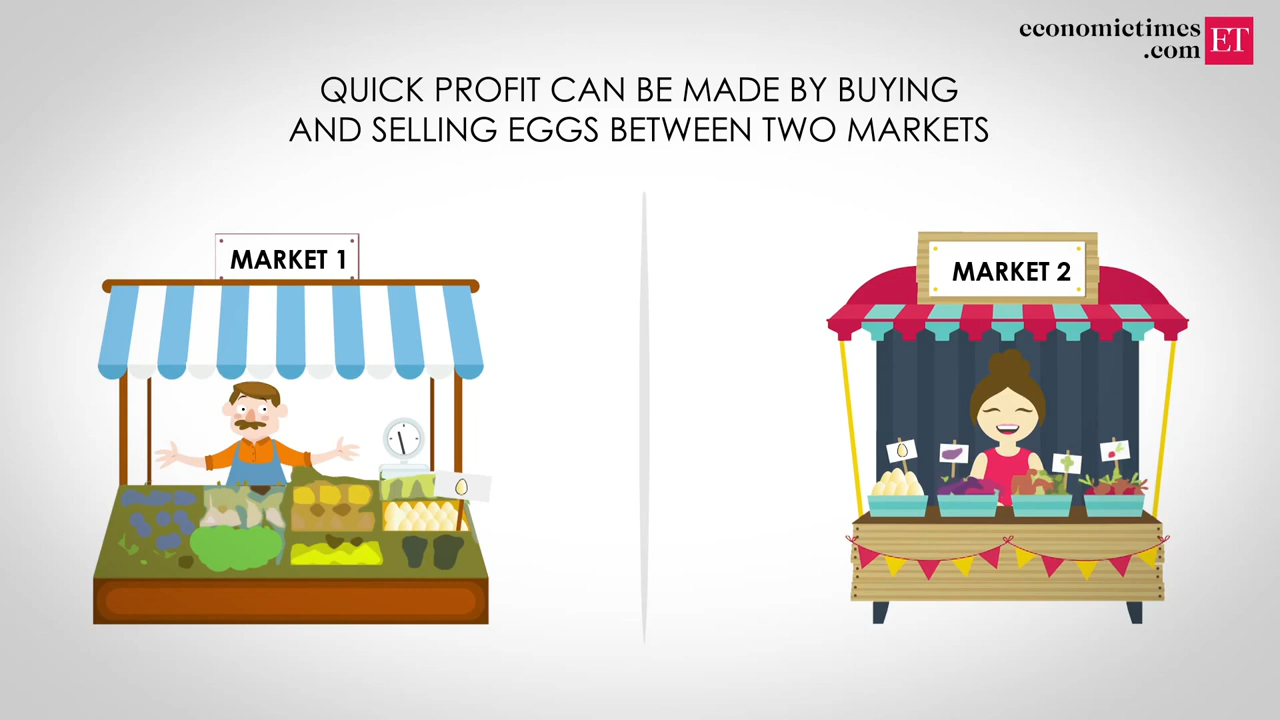 economictimes
.com ET
QUICK PROFIT CAN BE MADE BY BUYING
AND SELLING EGGS BETWEEN TWO MARKETS
MARKET 1
MARKET 2